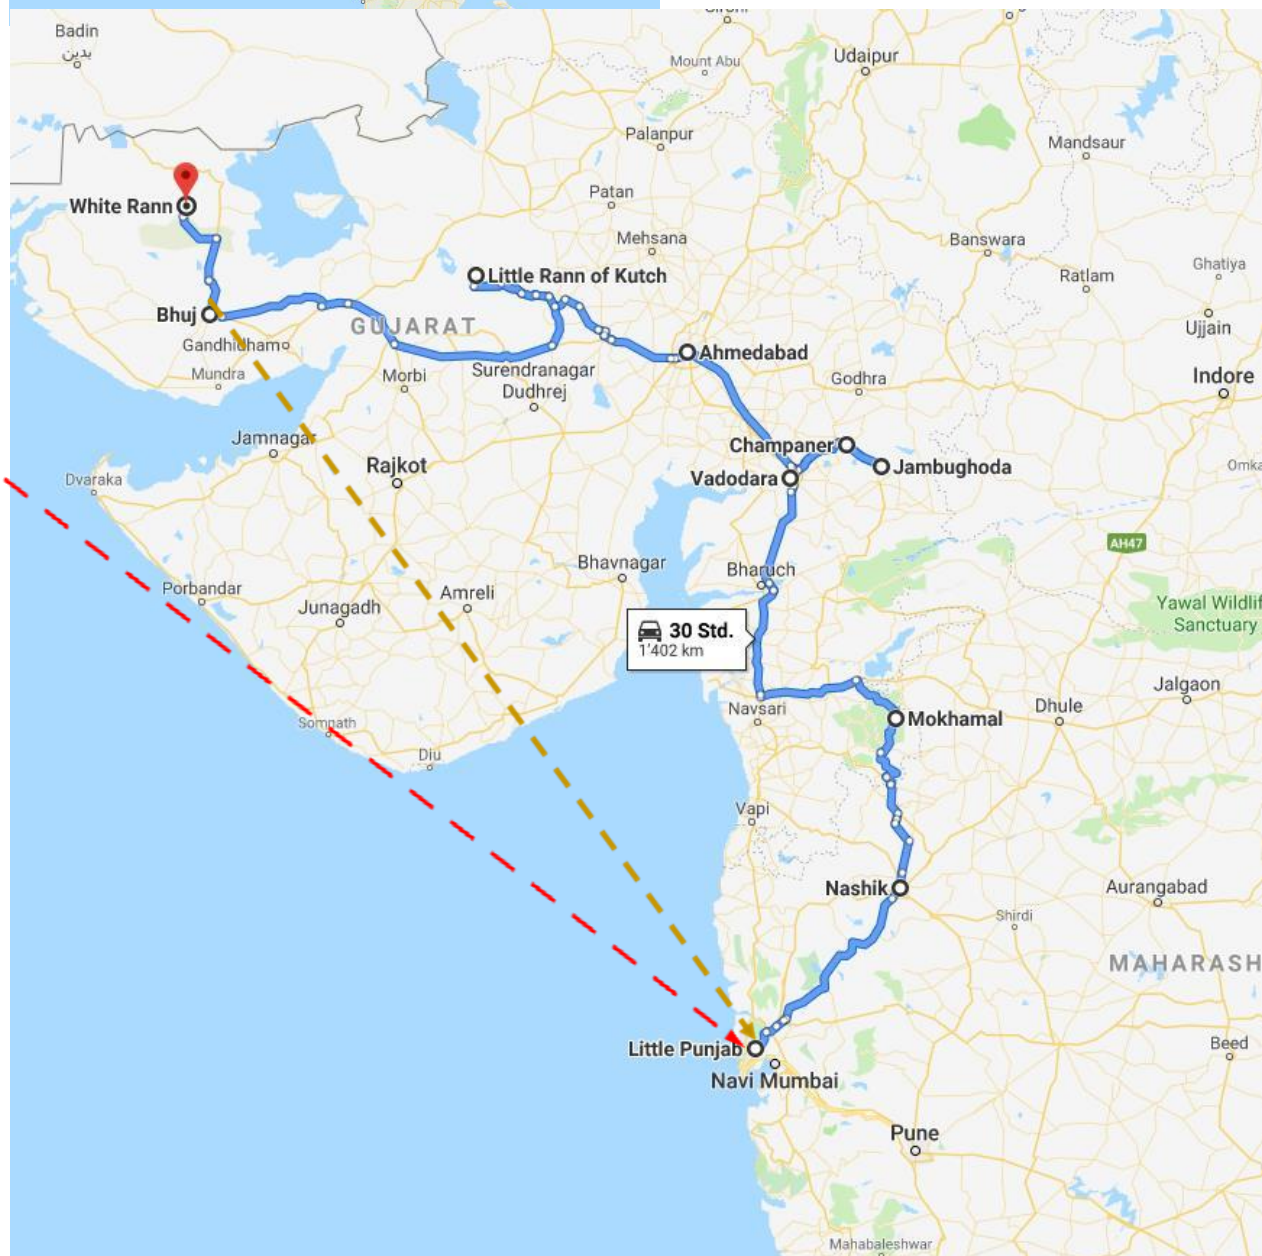 Badin
بدين
Sirohi
Mount Abu
Udaipur
Palanpur
Mandsaur
Patan
White Rann
Mehsana
Banswara
Little Rann of Kutch
Ratlam
Ghatiya
Bhuj
GUJARAT
Ujjain
Gandhidham
Ahmedabad
Mundra
Morbi
Surendranagar
Dudhrej
Godhra
Indore
Jamnagar
Champaner
Rajkot
Jambughoda
Dvaraka
Vadodara
Omka
AH47
Bhavnagar
Bharuch
Porbandar
Amreli
Junagadh
Yawal Wildlif
Sanctuary
30 Std.
1'402 km
Jalgaon
Navsari
Dhule
Somnath
Mokhamal
Diu
Vapi
Nashik
Aurangabad
Shirdi
MAHARASH
Little Punjab
Beed
Navi Mumbai
Pune
Mahabaleshwar